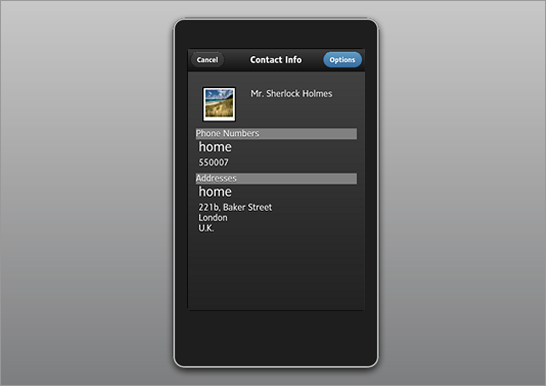 Cancel Contact Info Options
Mr. Sherlock Holmes
Phone Numbers
home
550007
Addresses
home
221b, Baker Street
London
U.K.